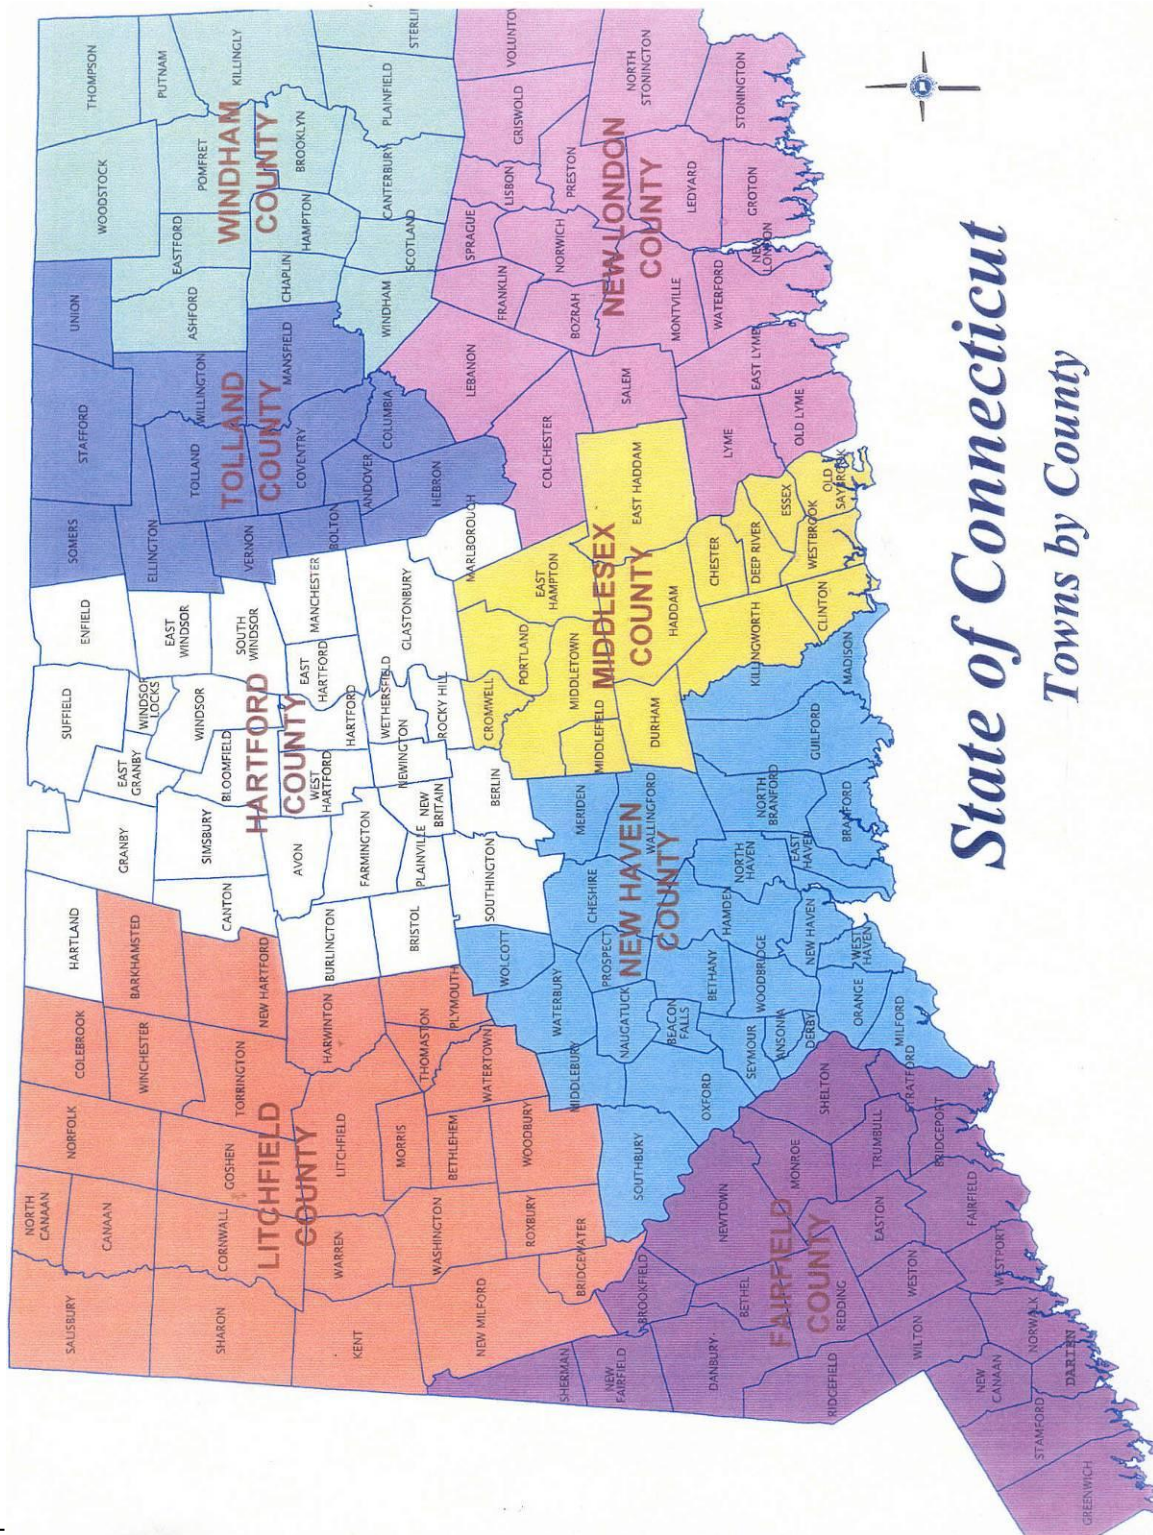 State of Connecticut
Towns by County
LITCHFIELD
COUNTY
SALISBURY
NORTH
CANAAN
CANAAN
NORFOLK
COLEBROOK
BARKHAMSTED
WINCHESTER
SHARON
CORNWALL
GOSHEN
TORRINGTON
NEW HARTFORD
KENT
WARREN
LITCHFIELD
HARWINTON
MORRIS
THOMASTON
PLYMOUTH
WASHINGTON
BETHLEHEM
WATERTOWN
NEW MILFORD
ROXBURY
WOODBURY
BRIDGEWATER
HARTFORD
COUNTY
HARTLAND
GRANBY
SUFFIELD
EAST
GRANBY
ENFIELD
WINDSOR
LOCKS
EAST
WINDSOR
CANTON
SIMSBURY
BLOOMFIELD
WINDSOR
SOUTH
WINDSOR
BURLINGTON
AVON
WEST
HARTFORD
EAST
HARTFORD
MANCHESTER
HARTFORD
FARMINGTON
BRISTOL
PLAINVILLE
NEW
BRITAIN
NEWINGTON
WETHERSFIELD
GLASTONBURY
ROCKY HILL
MARLBOROUGH
SOUTHINGTON
BERLIN
TOLLAND
COUNTY
SOMERS
STAFFORD
UNION
ELLINGTON
TOLLAND
WILLINGTON
VERNON
COVENTRY
MANSFIELD
BOLTON
ANDOVER
COLUMBIA
HEBRON
WINDHAM
COUNTY
WOODSTOCK
THOMPSON
PUTNAM
EASTFORD
POMFRET
KILLINGLY
ASHFORD
CHAPLIN
HAMPTON
BROOKLYN
WINDHAM
SCOTLAND
CANTERBURY
PLAINFIELD
STERLI
FAIRFIELD
COUNTY
SHERMAN
NEW
FAIRFIELD
BROOKFIELD
DANBURY
BETHEL
NEWTOWN
MONROE
SHELTON
RIDGEFIELD
REDDING
EASTON
TRUMBULL
STRATFORD
WILTON
WESTON
FAIRFIELD
BRIDGEPORT
NEW
CANAAN
NORWALK
WESTPORT
STAMFORD
DARIEN
GREENWICH
NEW HAVEN
COUNTY
WOLCOTT
WATERBURY
MIDDLEBURY
SOUTHBURY
NAUGATUCK
PROSPECT
CHESHIRE
MERIDEN
WALLINGFORD
OXFORD
BEACON
FALLS
BETHANY
HAMDEN
NORTH
HAVEN
NORTH
BRANFORD
SEYMOUR
ANSONIA
WOODBRIDGE
DERBY
NEW HAVEN
EAST
HAVEN
BRANFORD
GUILFORD
MADISON
ORANGE
WEST
HAVEN
MILFORD
MIDDLESEX
COUNTY
CROMWELL
PORTLAND
EAST
HAMPTON
MIDDLETOWN
MIDDLEFIELD
DURHAM
HADDAM
EAST HADDAM
CHESTER
DEEP RIVER
ESSEX
KILLINGWORTH
CLINTON
WESTBROOK
OLD
SAYBROOK
NEW LONDON
COUNTY
LEBANON
FRANKLIN
SPRAGUE
LISBON
GRISWOLD
VOLUNTO
COLCHESTER
BOZRAH
NORWICH
PRESTON
NORTH
STONINGTON
SALEM
MONTVILLE
LEDYARD
LYME
WATERFORD
GROTON
STONINGTON
OLD LYME
EAST LYME
NEW
LONDON